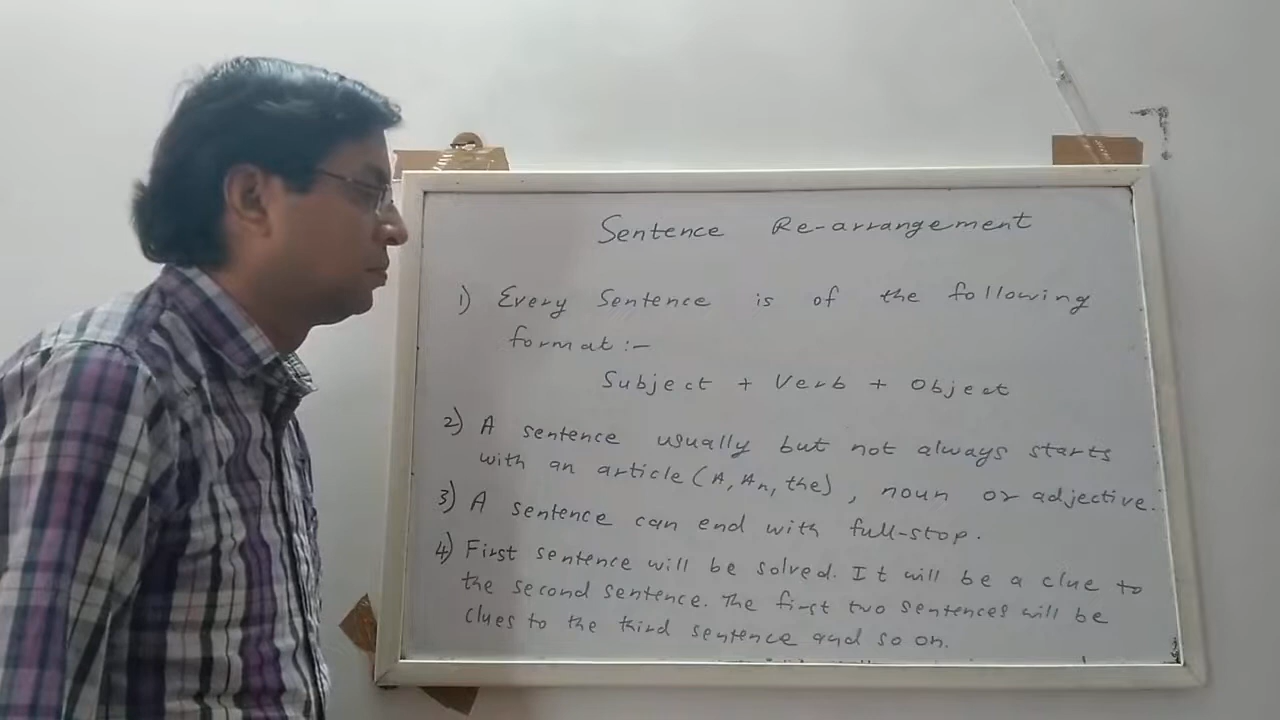 Sentence Re-arrangement
1) Every Sentence is of the following
format :-
Subject + Verb + Object
2) A sentence usually but not always starts
with an article (A, An, the), noun or adjective.
3) A sentence can end with full-stop.
4) First sentence will be solved. It will be a clue to
the second sentence. The first two sentences will be
clues to the third sentence and so on.